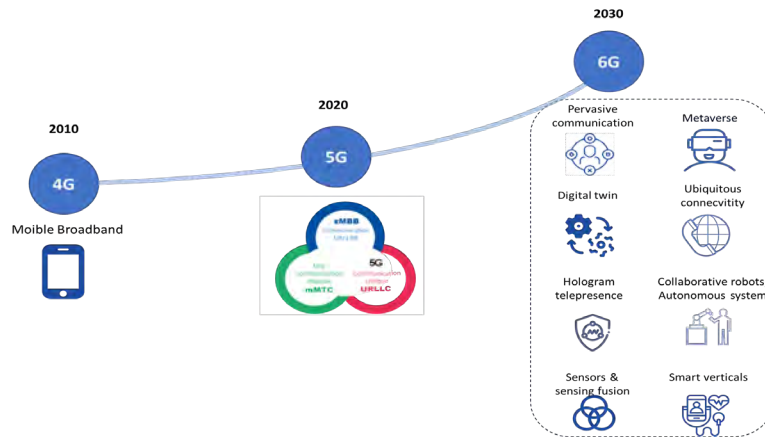 2030
6G
2020
5G
2010
4G
Moible Broadband
eMBB
5G
mMTC
URLLC
Pervasive
communication
Metaverse
Digital twin
Ubiquitous
connecvitity
Hologram
telepresence
Collaborative robots
Autonomous system
Sensors &
sensing fusion
Smart verticals